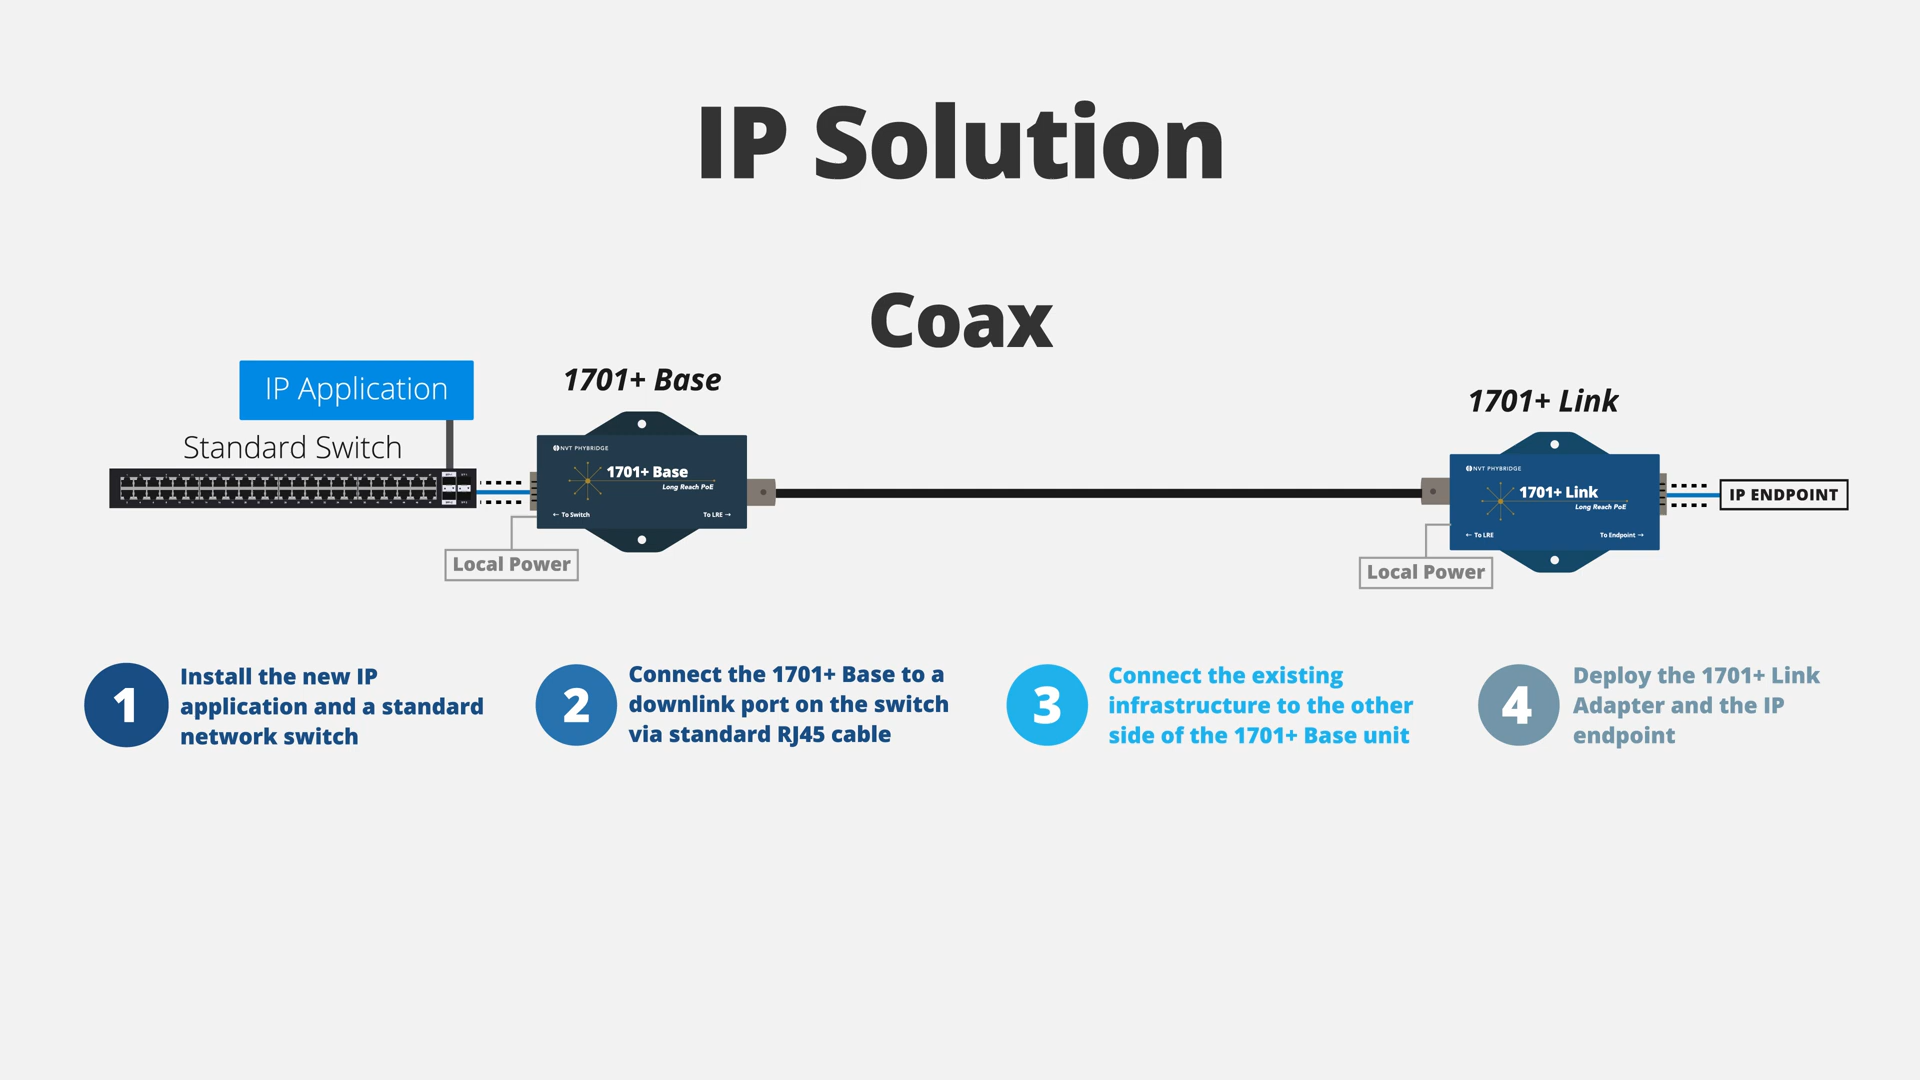 IP Solution
Coax
IP Application
Standard Switch
1701+ Base
NVT PHYBRIDGE
1701+ Base
Long Reach PoE
← To Switch
To LRE →
Local Power
1701+ Link
NVT PHYBRIDGE
1701+ Link
Long Reach PoE
← To LRE
To Endpoint →
Local Power
IP ENDPOINT
1
Install the new IP
application and a standard
network switch
2
Connect the 1701+ Base to a
downlink port on the switch
via standard RJ45 cable
3
Connect the existing
infrastructure to the other
side of the 1701+ Base unit
4
Deploy the 1701+ Link
Adapter and the IP
endpoint